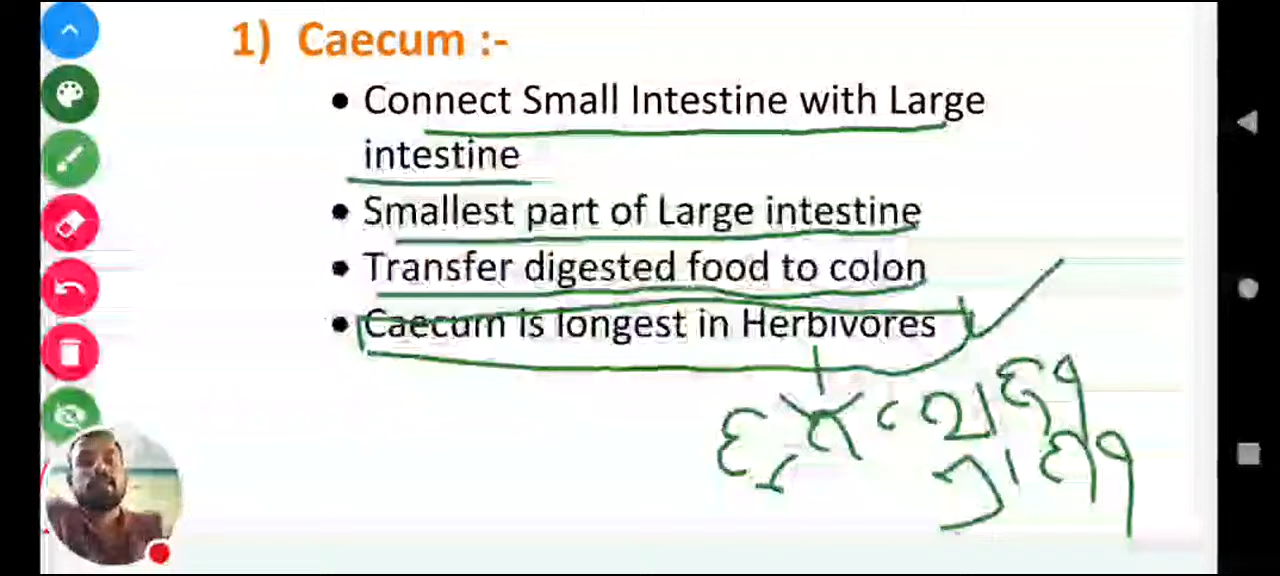 1) Caecum :-
• Connect Small Intestine with Large
intestine
• Smallest part of Large intestine
• Transfer digested food to colon
• Caecum is longest in Herbivores